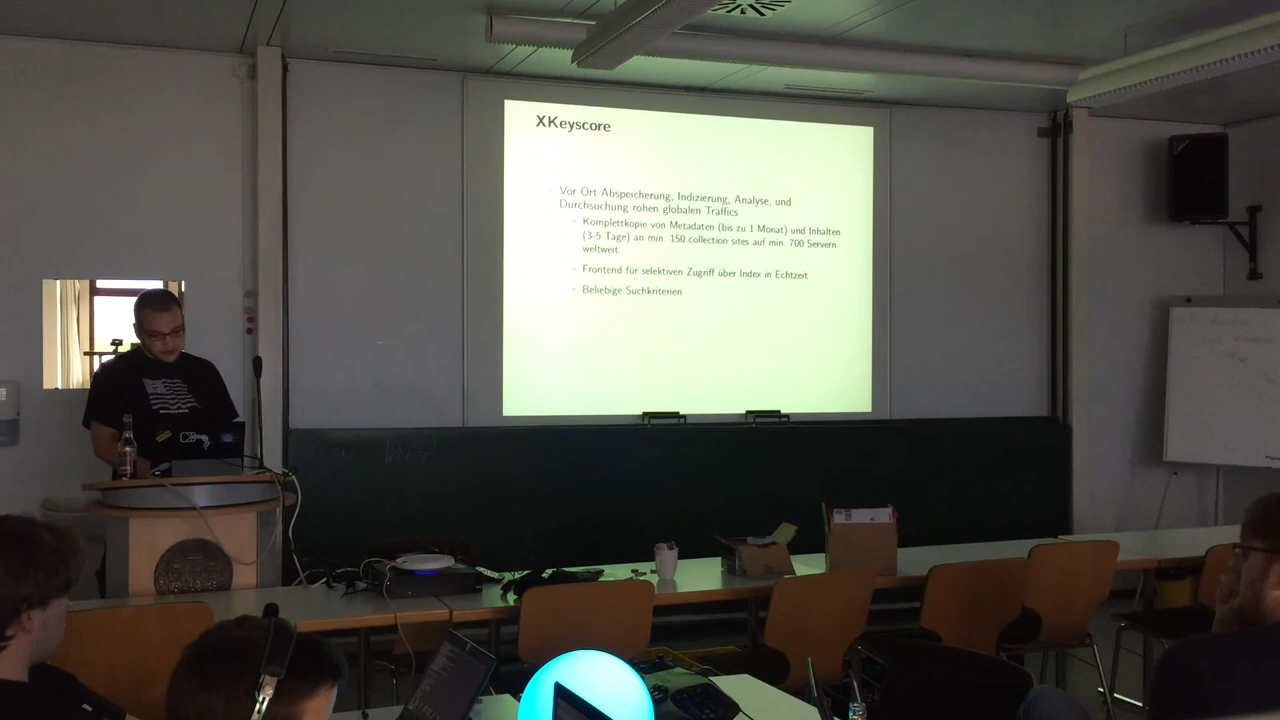 XKeyscore
Vor Ort Abspeicherung, Indizierung, Analyse, und
Durchsuchung rohen globalen Traffics
Komplettkopie von Metadaten (bis zu 1 Monat) und Inhalten
(3-5 Tage) an min. 150 collection sites auf min. 700 Servern
weltweit
Frontend für selektiven Zugriff über Index in Echtzeit
Beliebige Suchkriterien